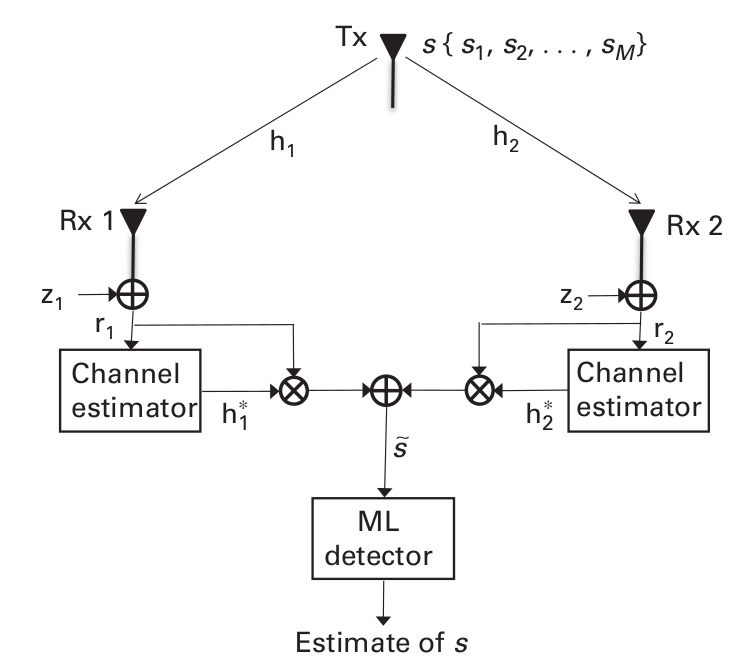 Tx s { s₁, s₂, . . . , s_M}
h₁ h₂
Rx 1 Rx 2
z₁ z₂
r₁ r₂
Channel
estimator
Channel
estimator
h₁* h₂*
s̃
ML
detector
Estimate of s